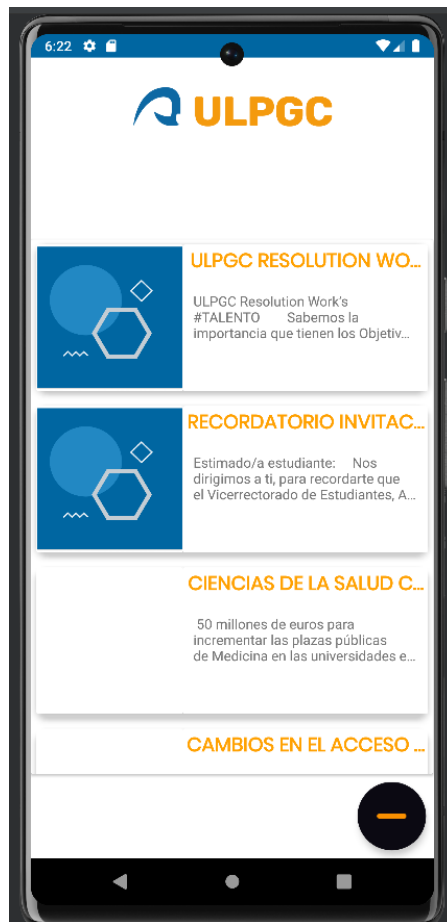 6:22
ULPGC
ULPGC RESOLUTION WO...
ULPGC Resolution Work's
#TALENTO Sabemos la
importancia que tienen los Objetiv...
RECORDATORIO INVITAC...
Estimado/a estudiante: Nos
dirigimos a ti, para recordarte que
el Vicerrectorado de Estudiantes, A...
CIENCIAS DE LA SALUD C...
50 millones de euros para
incrementar las plazas públicas
de Medicina en las universidades e...
CAMBIOS EN EL ACCESO ...